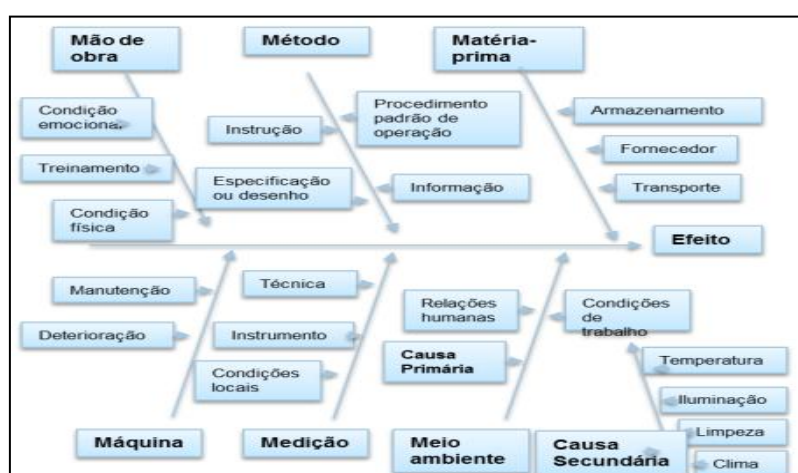 Mão de
obra
Método
Matéria-
prima
Condição
emocional
Treinamento
Condição
física
Instrução
Procedimento
padrão de
operação
Especificação
ou desenho
Informação
Armazenamento
Fornecedor
Transporte
Efeito
Manutenção
Deterioração
Técnica
Instrumento
Condições
locais
Relações
humanas
Causa
Primária
Condições
de
trabalho
Temperatura
Iluminação
Limpeza
Clima
Máquina
Medição
Meio
ambiente
Causa
Secundária